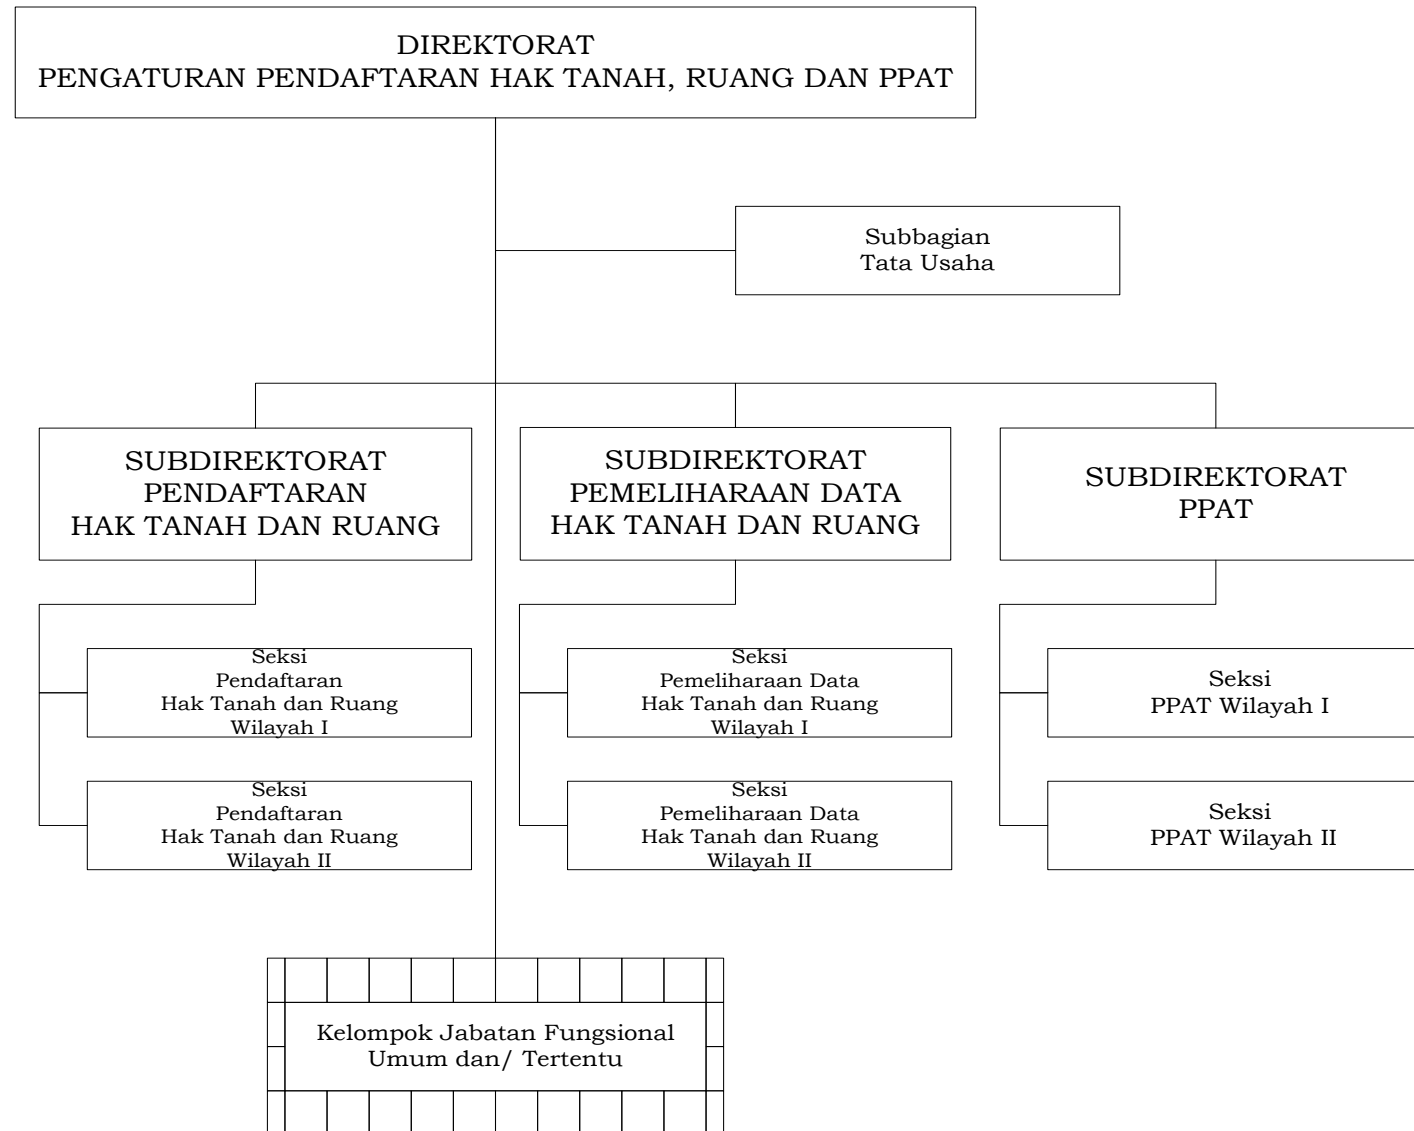 DIREKTORAT
PENGATURAN PENDAFTARAN HAK TANAH, RUANG DAN PPAT
Subbagian
Tata Usaha
SUBDIREKTORAT
PENDAFTARAN
HAK TANAH DAN RUANG
SUBDIREKTORAT
PEMELIHARAAN DATA
HAK TANAH DAN RUANG
SUBDIREKTORAT
PPAT
Seksi
Pendaftaran
Hak Tanah dan Ruang
Wilayah I
Seksi
Pemeliharaan Data
Hak Tanah dan Ruang
Wilayah I
Seksi
PPAT Wilayah I
Seksi
Pendaftaran
Hak Tanah dan Ruang
Wilayah II
Seksi
Pemeliharaan Data
Hak Tanah dan Ruang
Wilayah II
Seksi
PPAT Wilayah II
Kelompok Jabatan Fungsional
Umum dan/ Tertentu